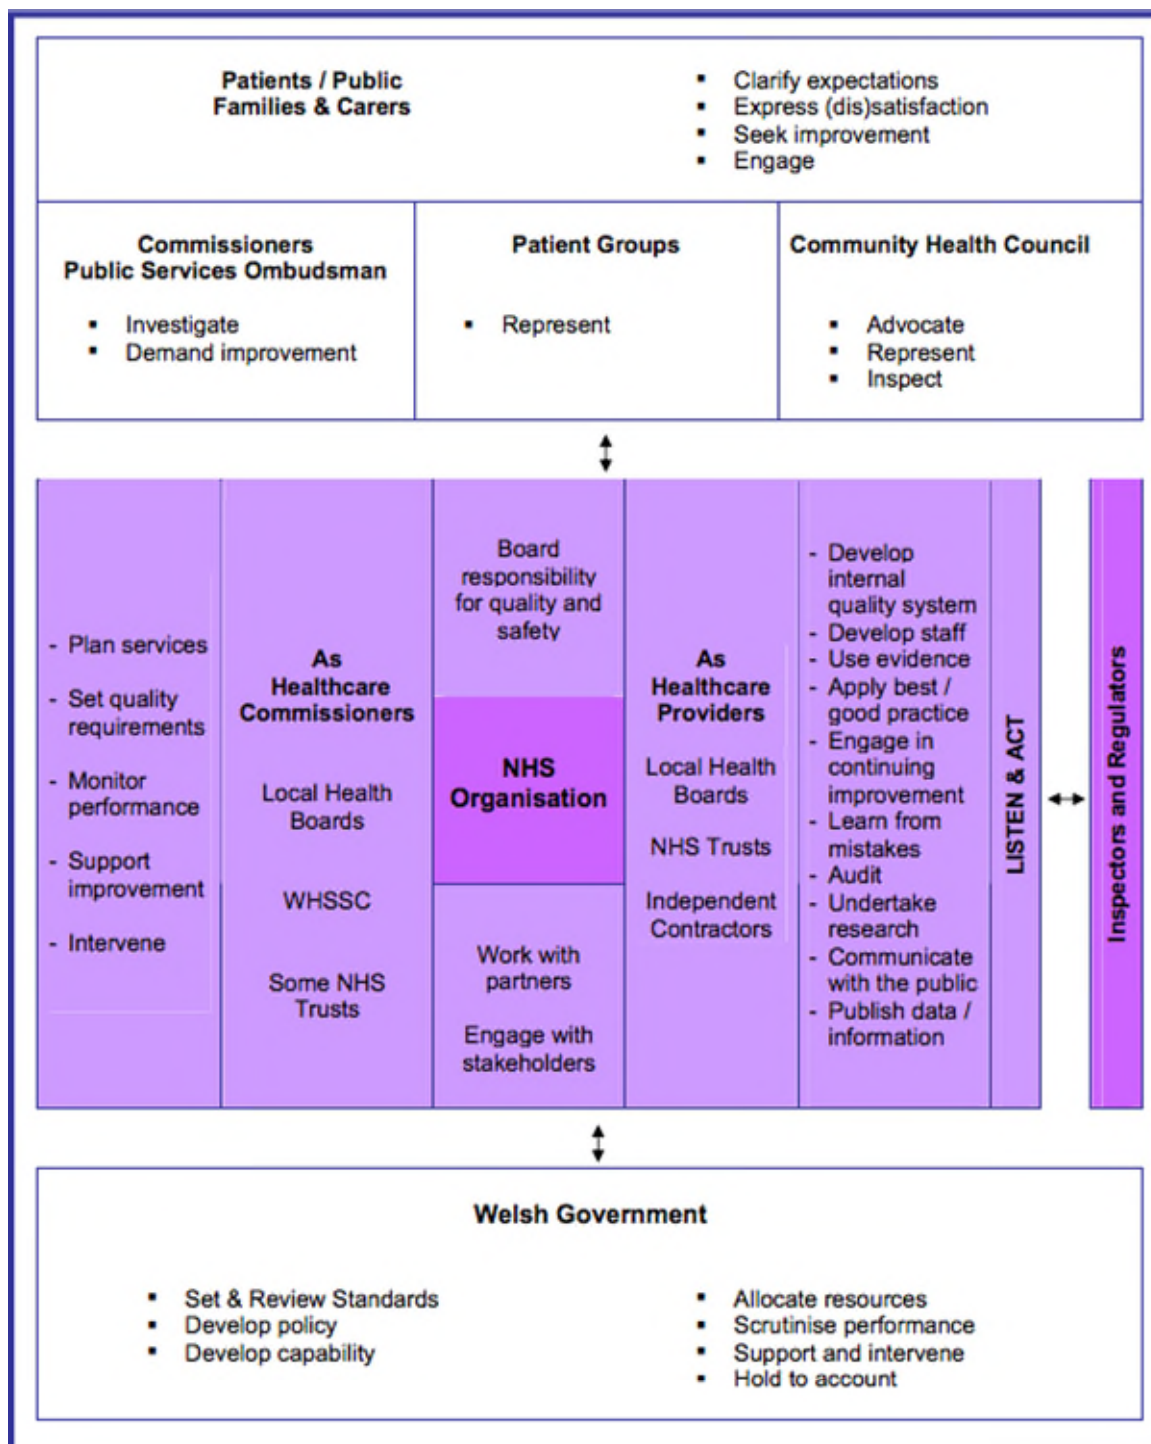 Patients / Public
Families & Carers
▪ Clarify expectations
▪ Express (dis)satisfaction
▪ Seek improvement
▪ Engage
Commissioners
Public Services Ombudsman
▪ Investigate
▪ Demand improvement
Patient Groups
▪ Represent
Community Health Council
▪ Advocate
▪ Represent
▪ Inspect
- Plan services
- Set quality
requirements
- Monitor
performance
- Support
improvement
- Intervene
As
Healthcare
Commissioners
Local Health
Boards
WHSSC
Some NHS
Trusts
Board
responsibility
for quality and
safety
NHS
Organisation
Work with
partners
Engage with
stakeholders
As
Healthcare
Providers
Local Health
Boards
NHS Trusts
Independent
Contractors
- Develop
internal
quality system
- Develop staff
- Use evidence
- Apply best /
good practice
- Engage in
continuing
improvement
- Learn from
mistakes
- Audit
- Undertake
research
- Communicate
with the public
- Publish data /
information
LISTEN & ACT
Inspectors and Regulators
Welsh Government
▪ Set & Review Standards
▪ Develop policy
▪ Develop capability
▪ Allocate resources
▪ Scrutinise performance
▪ Support and intervene
▪ Hold to account